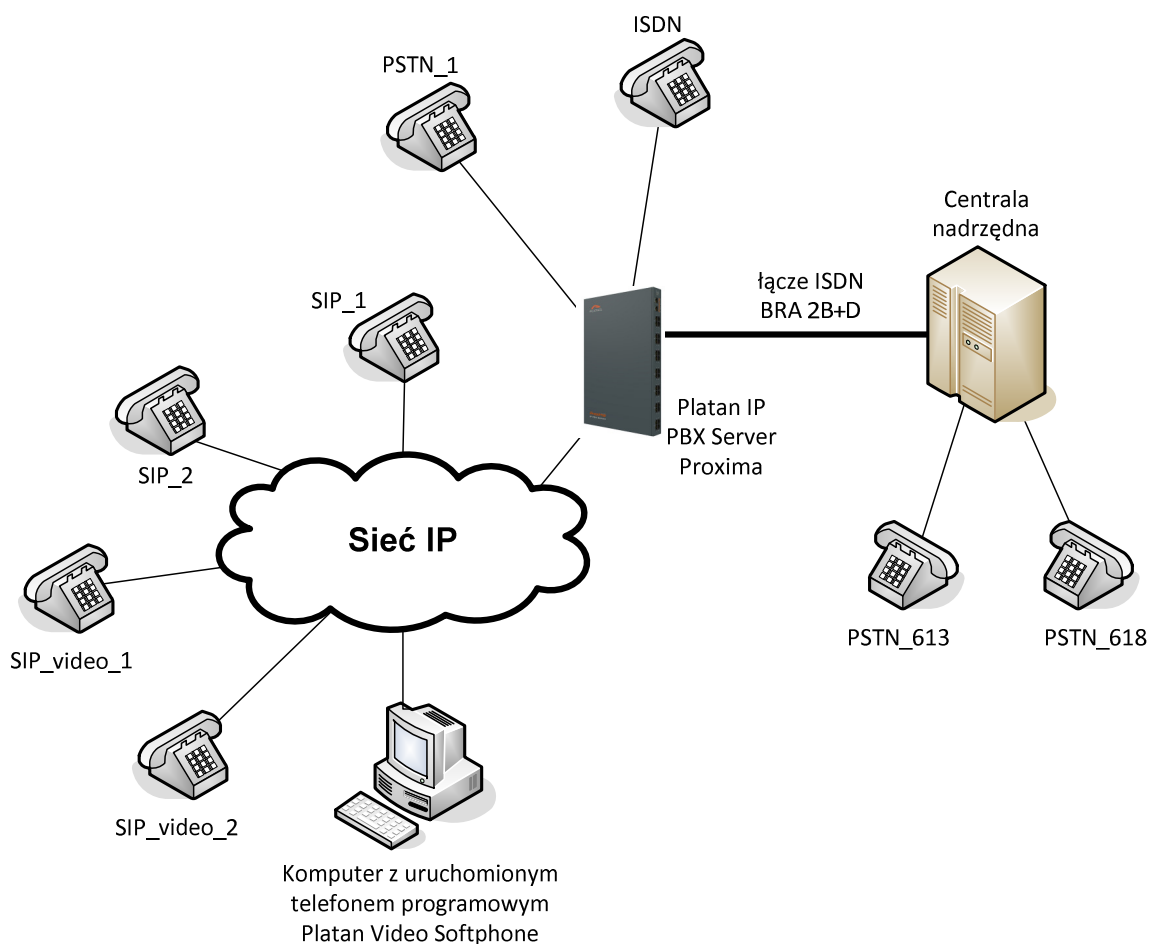 ISDN
PSTN_1
Centrala
nadrzędna
łącze ISDN
BRA 2B+D
SIP_1
Platan IP
PBX Server
Proxima
SIP_2
Sieć IP
PSTN_613
PSTN_618
SIP_video_1
SIP_video_2
Komputer z uruchomionym
telefonem programowym
Platan Video Softphone